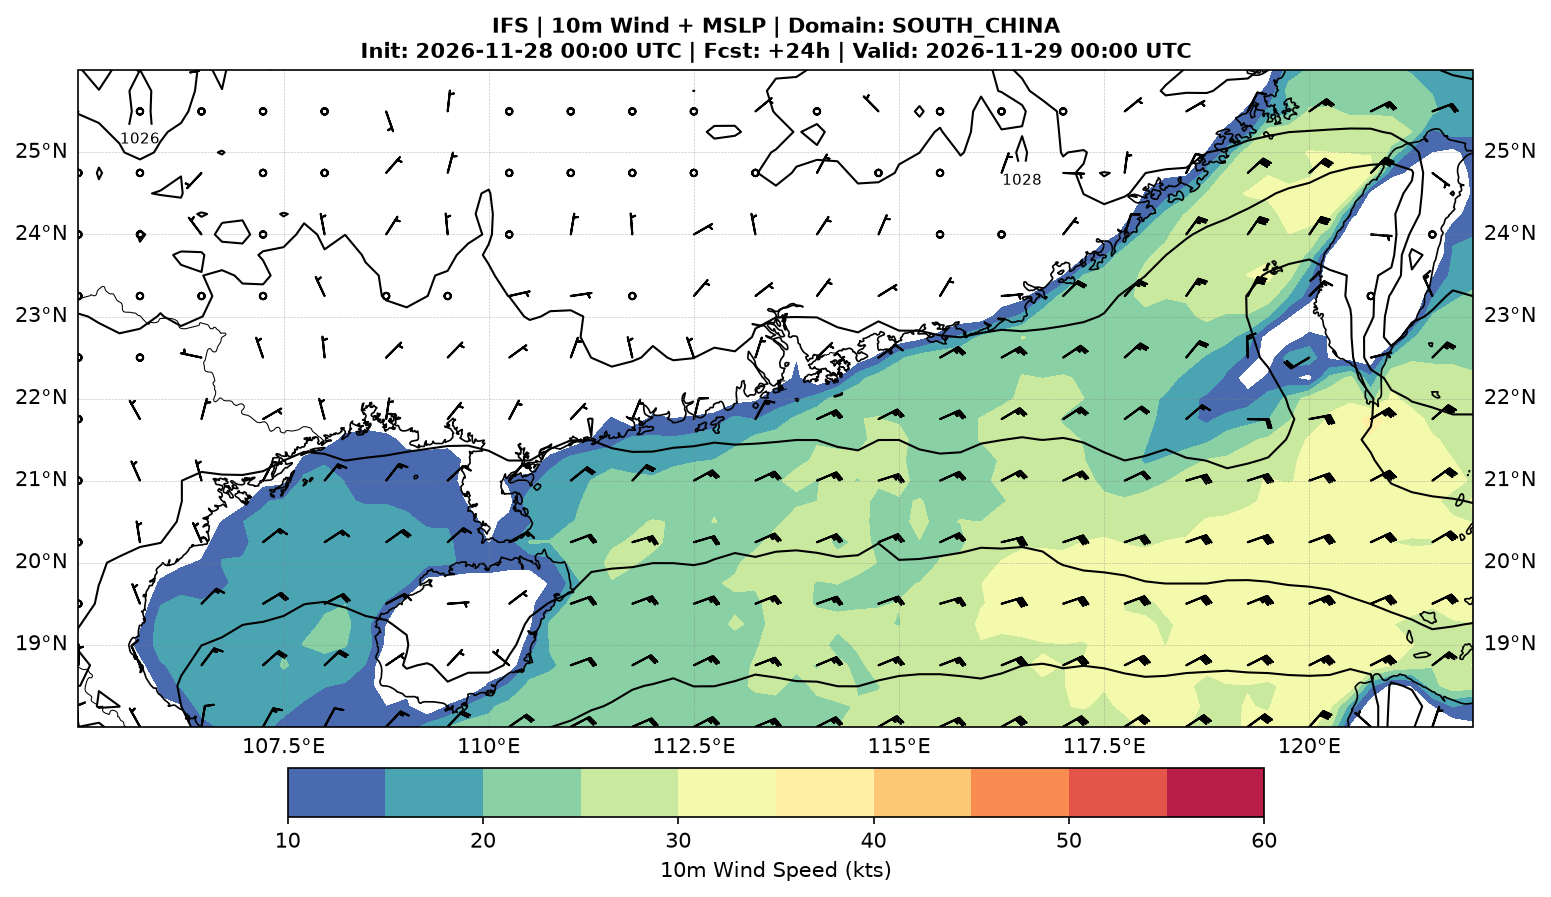 IFS | 10m Wind + MSLP | Domain: SOUTH_CHINA
Init: 2026-11-28 00:00 UTC | Fcst: +24h | Valid: 2026-11-29 00:00 UTC
1026
25°N 25°N
1028
24°N 24°N
23°N 23°N
22°N 22°N
21°N 21°N
20°N 20°N
19°N 19°N
107.5°E 110°E 112.5°E 115°E 117.5°E 120°E
10 20 30 40 50 60
10m Wind Speed (kts)